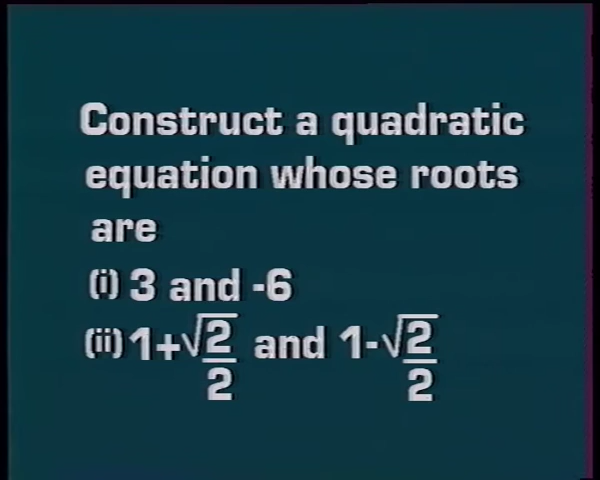 Construct a quadratic
equation whose roots
are
(i) 3 and -6
(ii) 1+√2/2 and 1-√2/2